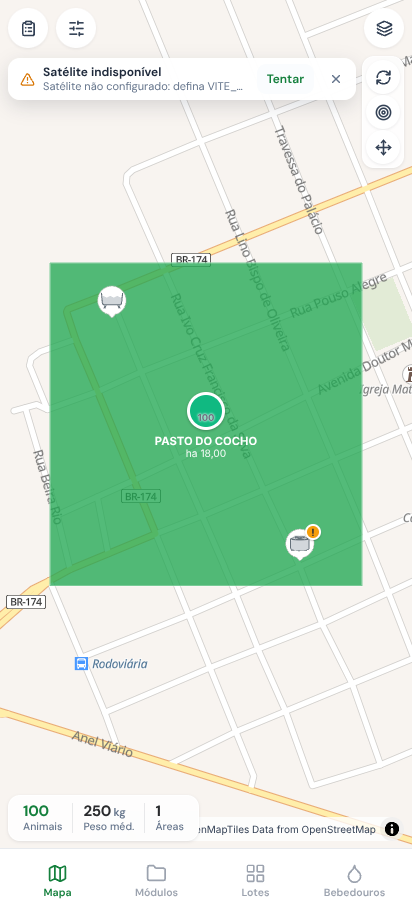 Satélite indisponível
Satélite não configurado: defina VITE_...
Tentar
Travessa do Palácio
Rua Lino Bispo de Oliveira
BR-174
Rua Pouso Alegre
Rua Ivo Cruz Francisco da Silva
Avenida Doutor M
Igreja Mat
100
PASTO DO COCHO
ha 18,00
Rua Beira Rio
BR-174
BR-174
Rodoviária
Anel Viário
100
Animais
250 kg
Peso méd.
1
Áreas
enMapTiles Data from OpenStreetMap
Mapa
Módulos
Lotes
Bebedouros